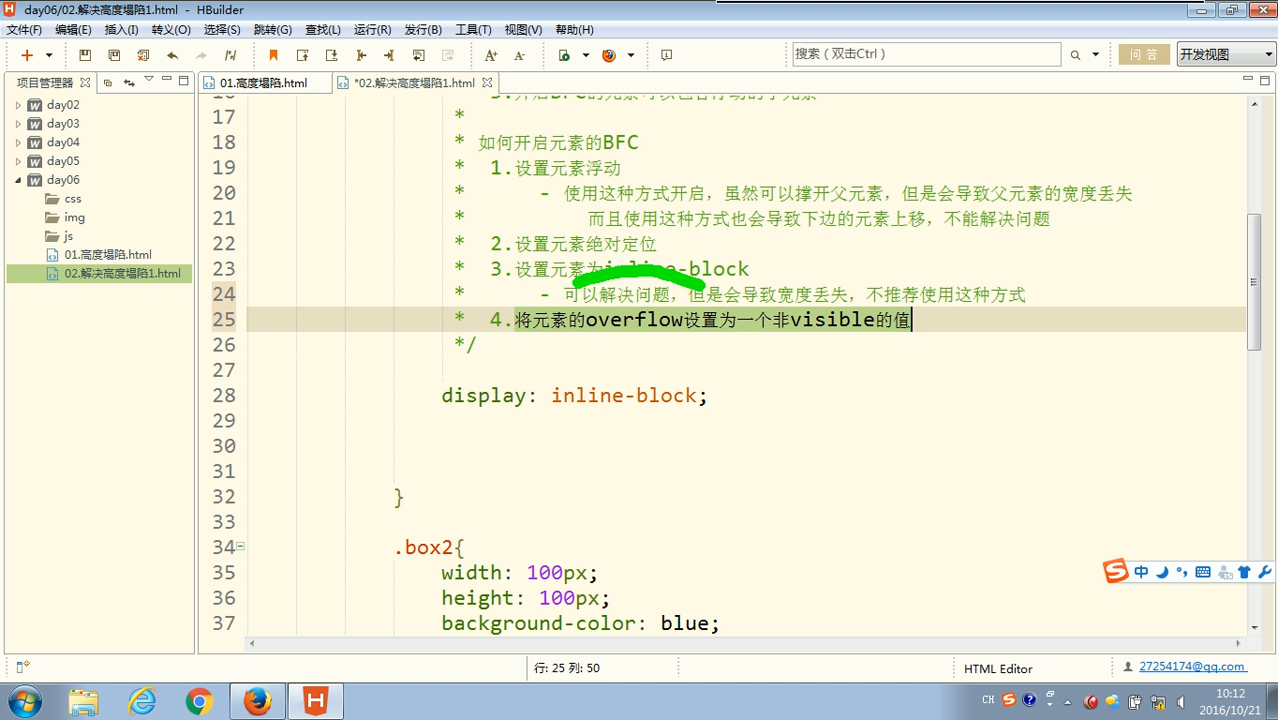 day06/02.解决高度塌陷1.html - HBuilder
文件(F) 编辑(E) 插入(I) 转义(O) 选择(S) 跳转(G) 查找(L) 运行(R) 发行(B) 工具(T) 视图(V) 帮助(H)
搜索（双击Ctrl） 问答 开发视图
项目管理器 01.高度塌陷.html *02.解决高度塌陷1.html
day02
day03
day04
day05
day06
css
img
js
01.高度塌陷.html
02.解决高度塌陷1.html
17 *
18 * 如何开启元素的BFC
19 * 1.设置元素浮动
20 * - 使用这种方式开启，虽然可以撑开父元素，但是会导致父元素的宽度丢失
21 * 而且使用这种方式也会导致下边的元素上移，不能解决问题
22 * 2.设置元素绝对定位
23 * 3.设置元素为inline-block
24 * - 可以解决问题，但是会导致宽度丢失，不推荐使用这种方式
25 * 4.将元素的overflow设置为一个非visible的值
26 */
27
28 display: inline-block;
29
30
31
32 }
33
34 .box2{
35 width: 100px;
36 height: 100px;
37 background-color: blue;
中
行: 25 列: 50 HTML Editor 27254174@qq.com
CH 10:12
2016/10/21